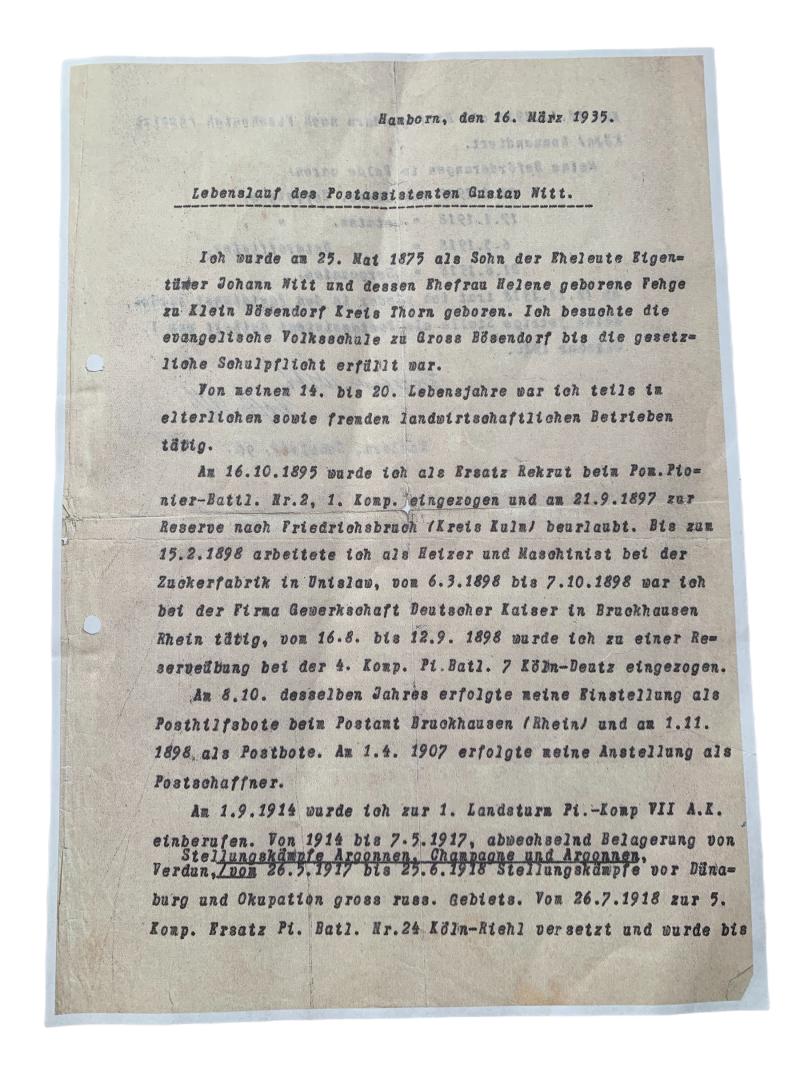 Hamborn, den 16. März 1935.
Lebenslauf des Postassistenten Gustav Nitt.
Ich wurde am 25. Mai 1875 als Sohn der Eheleute Eigen=
tümer Johann Nitt und dessen Ehefrau Helene geborene Fehge
zu Klein Bösendorf Kreis Thorn geboren. Ich besuchte die
evangelische Volksschule zu Gross Bösendorf bis die gesetz=
liche Schulpflicht erfüllt war.
Von meinem 14. bis 20. Lebensjahre war ich teils im
elterlichen sowie fremden landwirtschaftlichen Betrieben
tätig.
Am 16.10.1895 wurde ich als Ersatz Rekrut beim Pom.Pio=
nier-Battl. Nr.2, 1. Komp. eingezogen und am 21.9.1897 zur
Reserve nach Friedrichsbruch /Kreis Kulm/ beurlaubt. Bis zum
15.2.1898 arbeitete ich als Heizer und Maschinist bei der
Zuckerfabrik in Unislaw, vom 6.3.1898 bis 7.10.1898 war ich
bei der Firma Gewerkschaft Deutscher Kaiser in Bruckhausen
Rhein tätig, vom 16.8. bis 12.9. 1898 wurde ich zu einer Re=
serveübung bei der 4. Komp. Pi.Batl. 7 Köln-Deutz eingezogen.
Am 8.10. desselben Jahres erfolgte meine Einstellung als
Posthilfsbote beim Postamt Bruckhausen /Rhein/ und am 1.11.
1898 als Postbote. Am 1.4. 1907 erfolgte meine Anstellung als
Postschaffner.
Am 1.9.1914 wurde ich zur 1. Landsturm Pi.-Komp VII A.K.
einberufen. Von 1914 bis 7.5.1917, abwechselnd Belagerung von
Stellungskämpfe Argonnen, Champagne und Argonnen,
Verdun,/vom 26.5.1917 bis 25.6.1918 Stellungskämpfe vor Düna=
burg und Okupation gross russ. Gebiets. Vom 26.7.1918 zur 5.
Komp. Ersatz Pi. Batl. Nr.24 Köln-Riehl versetzt und wurde bis